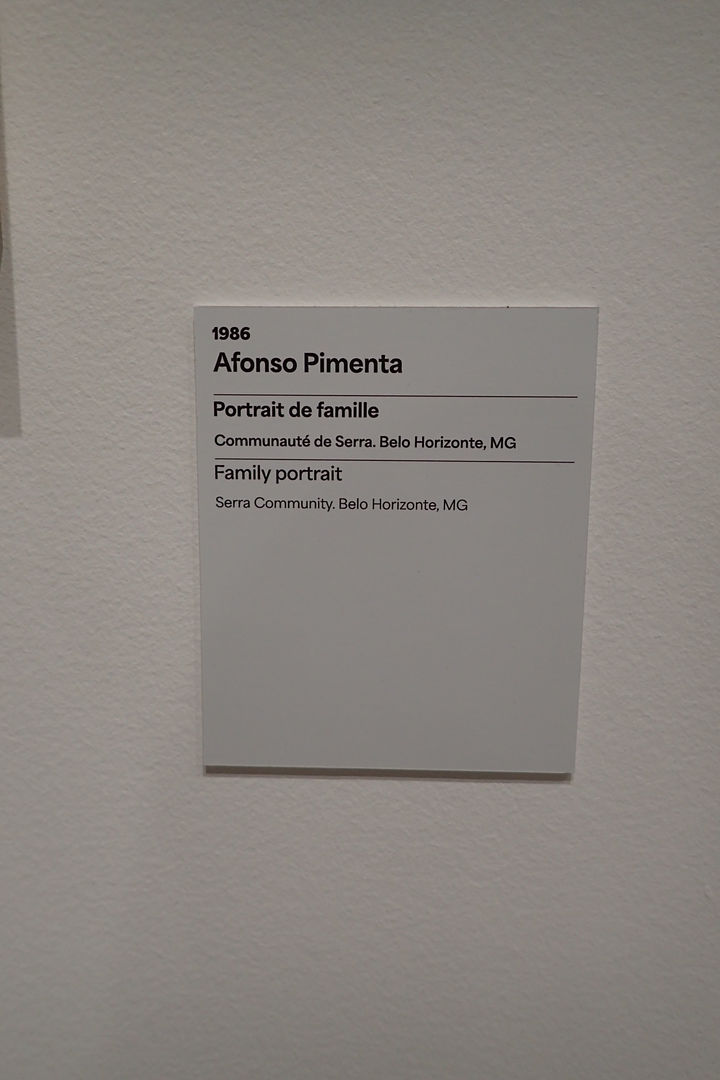 1986
Afonso Pimenta
Portrait de famille
Communauté de Serra. Belo Horizonte, MG
Family portrait
Serra Community. Belo Horizonte, MG